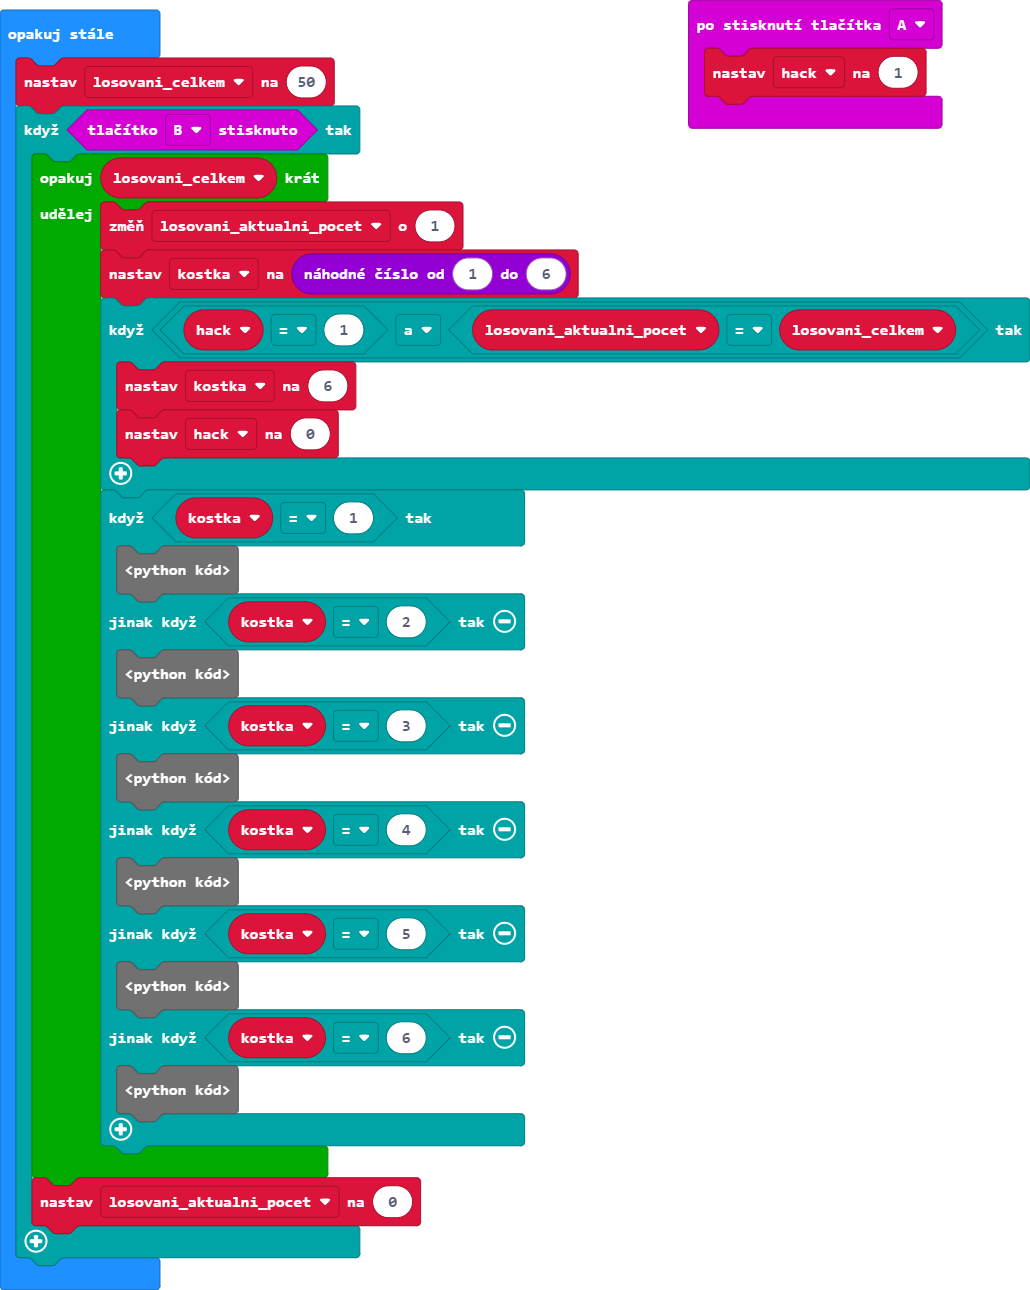 opakuj stále
nastav losovani_celkem na 50
když tlačítko B stisknuto tak
opakuj losovani_celkem krát
udělej
změň losovani_aktualni_pocet o 1
nastav kostka na náhodné číslo od 1 do 6
když hack = 1 a losovani_aktualni_pocet = losovani_celkem tak
nastav kostka na 6
nastav hack na 0
když kostka = 1 tak
<python kód>
jinak když kostka = 2 tak
<python kód>
jinak když kostka = 3 tak
<python kód>
jinak když kostka = 4 tak
<python kód>
jinak když kostka = 5 tak
<python kód>
jinak když kostka = 6 tak
<python kód>
nastav losovani_aktualni_pocet na 0
po stisknutí tlačítka A
nastav hack na 1